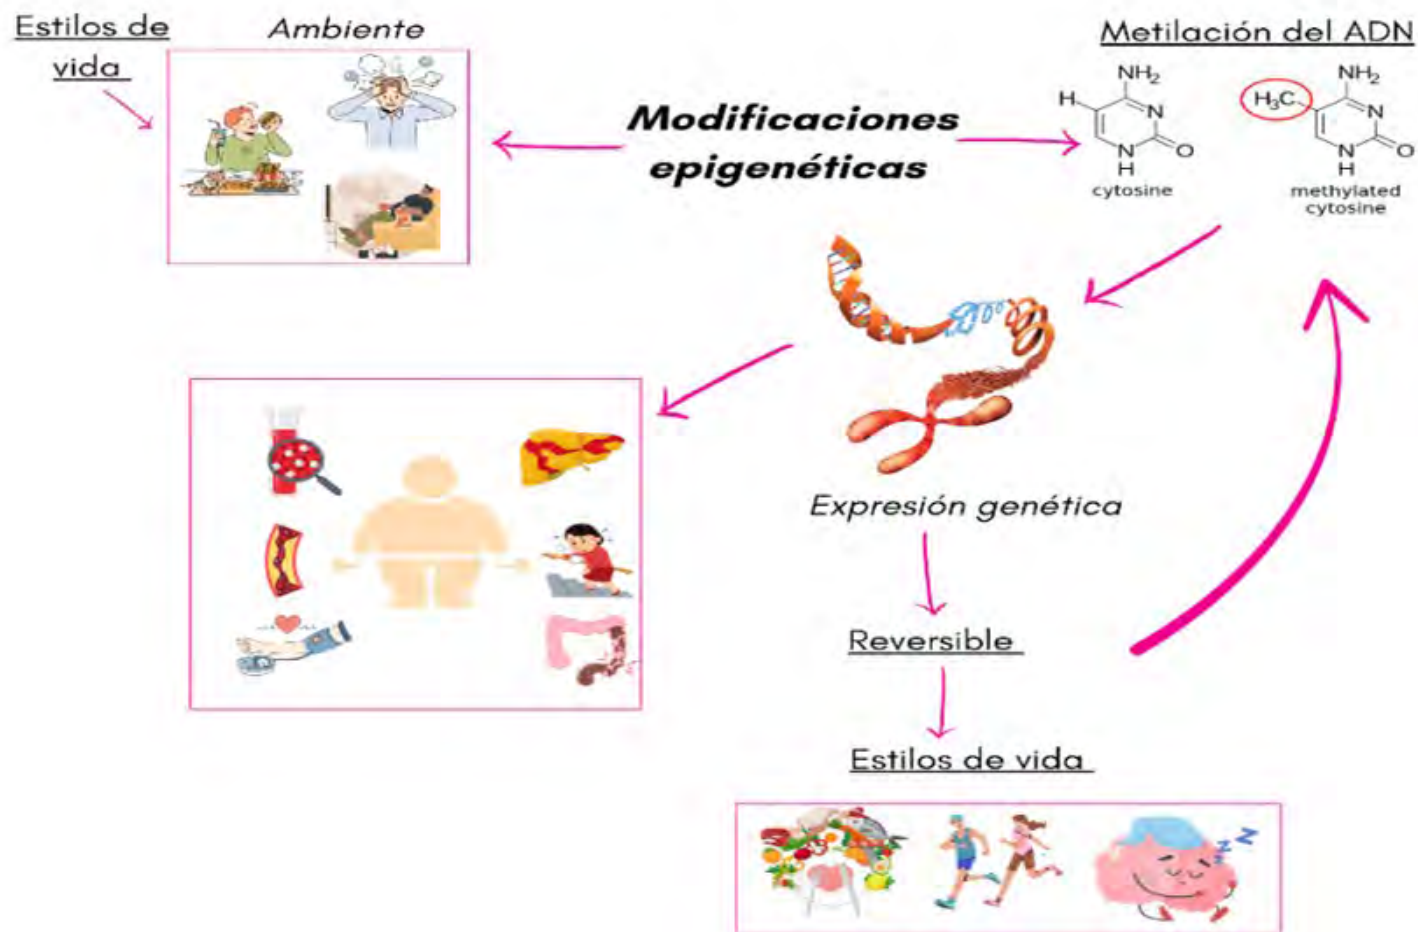 Estilos de
vida
Ambiente
Modificaciones
epigenéticas
Metilación del ADN
NH₂
H
N
N
H
O
cytosine
NH₂
H₃C
N
N
H
O
methylated
cytosine
Expresión genética
Reversible
Estilos de vida
z
z
Z